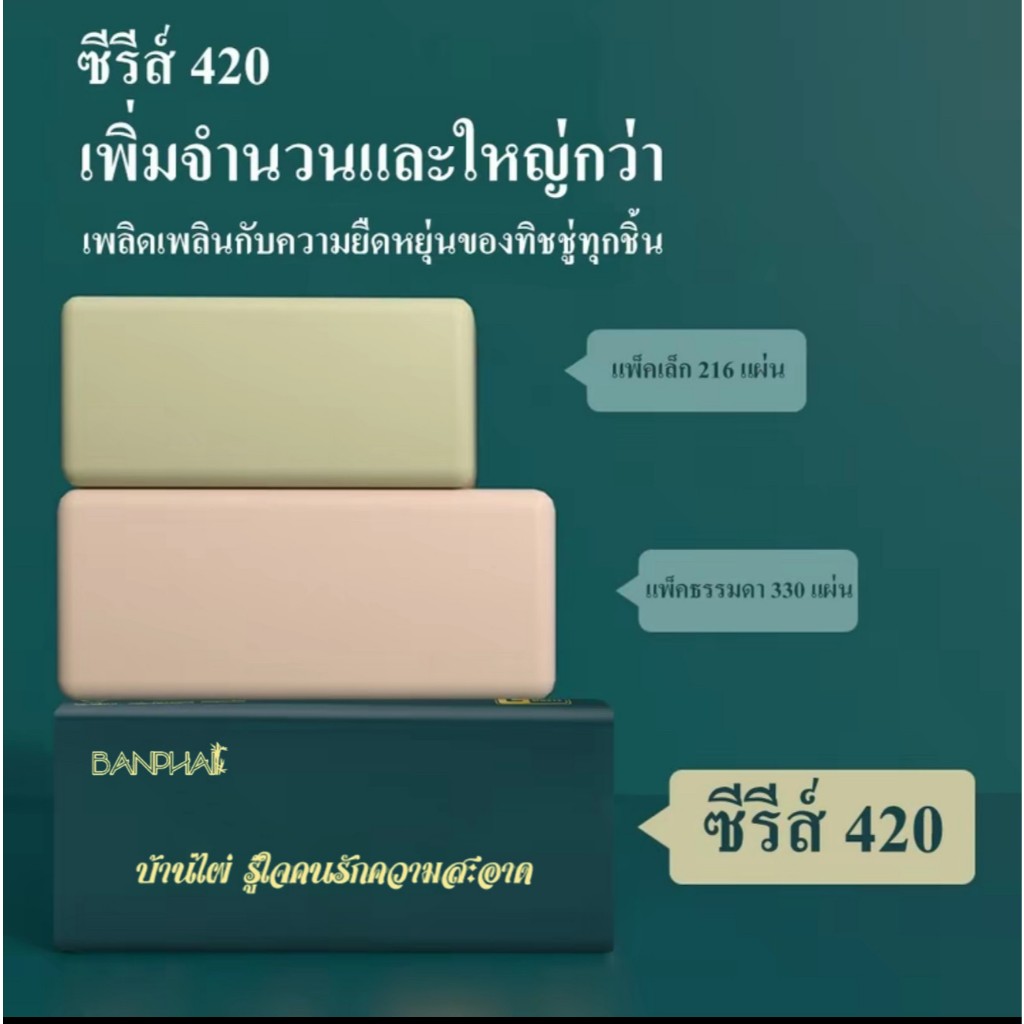 ซีรีส์ 420
เพิ่มจำนวนและใหญ่กว่า
เพลิดเพลินกับความยืดหยุ่นของทิชชู่ทุกชิ้น
แพ็คเล็ก 216 แผ่น
แพ็คธรรมดา 330 แผ่น
BANPHAI
ซีรีส์ 420
บ้านไผ่ รู้ใจคนรักความสะอาด